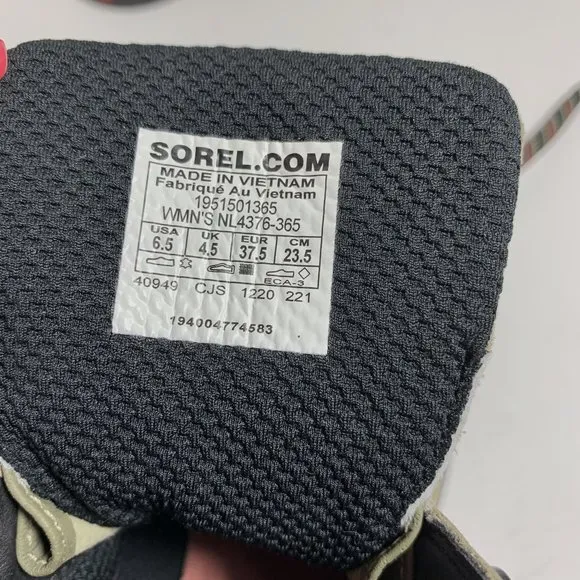 SOREL.COM
MADE IN VIETNAM
Fabriqué Au Vietnam
1951501365
WMN'S NL4376-365
USA UK EUR CM
6.5 4.5 37.5 23.5
ECA-3
40949 CJS 1220 221
194004774583